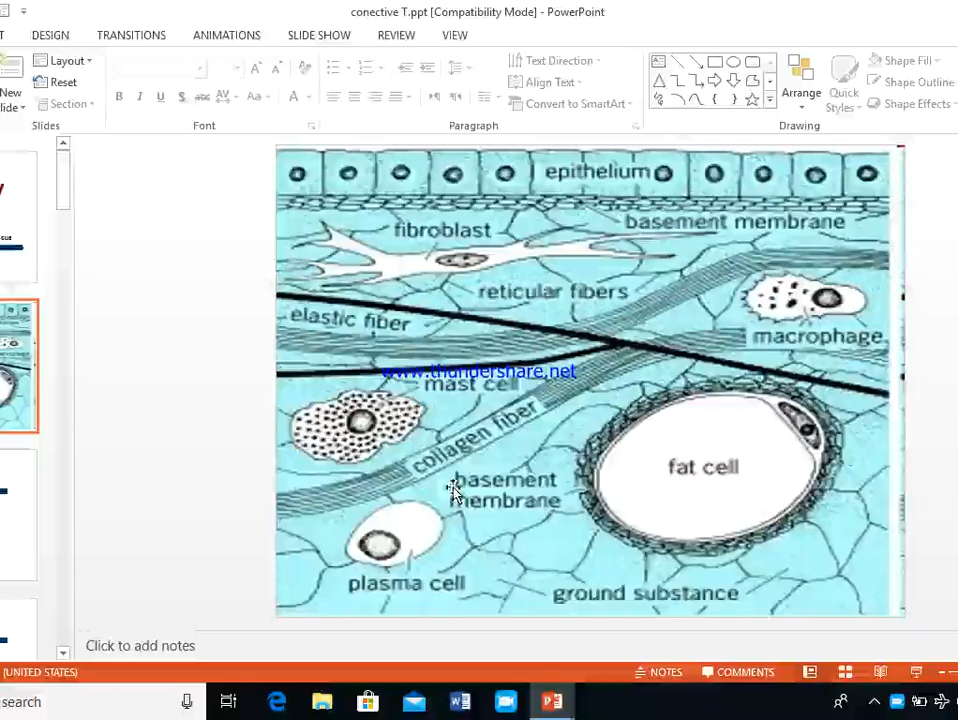 conective T.ppt [Compatibility Mode] - PowerPoint
DESIGN TRANSITIONS ANIMATIONS SLIDE SHOW REVIEW VIEW
New
Slide
Layout
Reset
Section
Slides
B I U S abc AV Aa A
Font
Text Direction
Align Text
Convert to SmartArt
Paragraph
Arrange
Quick
Styles
Shape Fill
Shape Outline
Shape Effects
Drawing
epithelium
basement membrane
fibroblast
reticular fibers
elastic fiber
macrophage
www.thundershare.net
mast cell
collagen fiber
fat cell
basement
membrane
plasma cell
ground substance
Click to add notes
(UNITED STATES)
NOTES COMMENTS
search